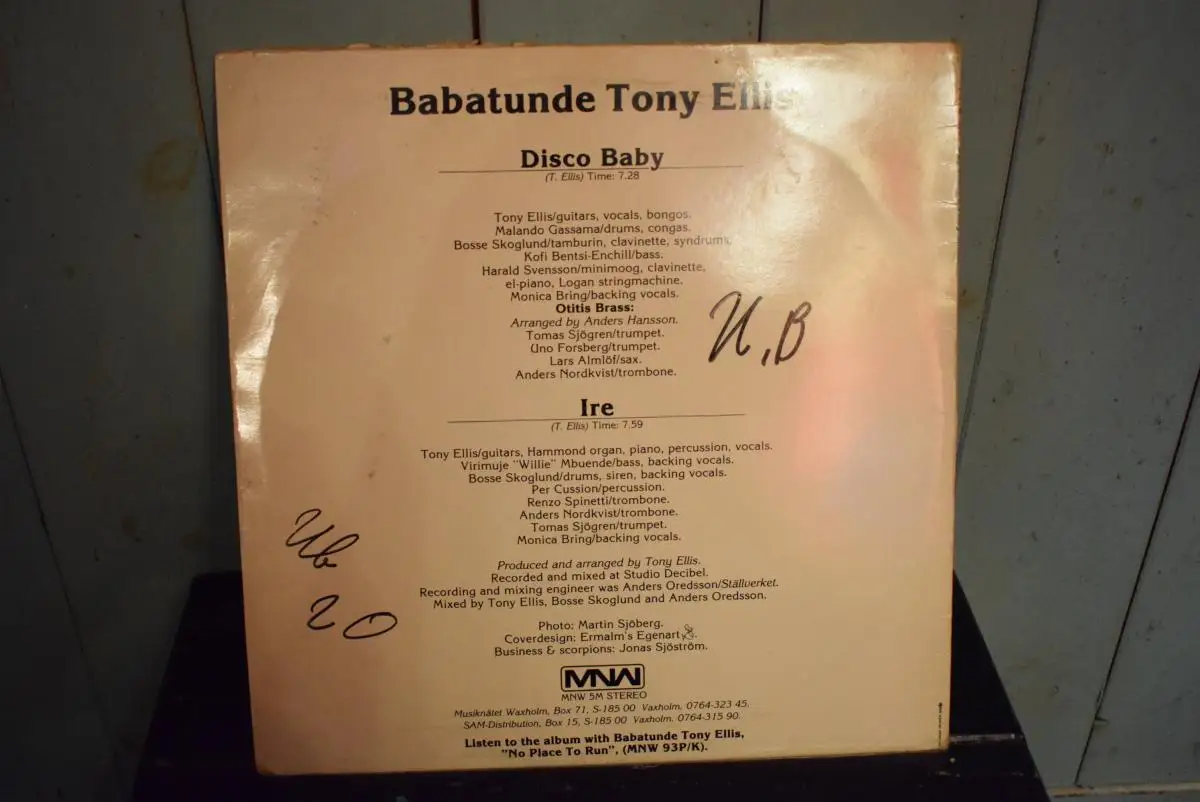 Babatunde Tony Ellis
Disco Baby
(T. Ellis) Time: 7.28
Tony Ellis/guitars, vocals, bongos.
Malando Gassama/drums, congas.
Bosse Skoglund/tamburin, clavinette, syndrums,
Kofi Bentsi-Enchill/bass.
Harald Svensson/minimoog, clavinette,
el-piano, Logan stringmachine.
Monica Bring/backing vocals.
Otitis Brass:
Arranged by Anders Hansson.
Tomas Sjögren/trumpet.
Uno Forsberg/trumpet.
Lars Almlöf/sax.
Anders Nordkvist/trombone.
U,B
Ire
(T. Ellis) Time: 7.59
Tony Ellis/guitars, Hammond organ, piano, percussion, vocals.
Virimuje "Willie" Mbuende/bass, backing vocals.
Bosse Skoglund/drums, siren, backing vocals.
Per Cussion/percussion.
Renzo Spinetti/trombone.
Anders Nordkvist/trombone.
Tomas Sjögren/trumpet.
Monica Bring/backing vocals.
Ub
20
Produced and arranged by Tony Ellis.
Recorded and mixed at Studio Decibel.
Recording and mixing engineer was Anders Oredsson/Ställverket.
Mixed by Tony Ellis, Bosse Skoglund and Anders Oredsson.
Photo: Martin Sjöberg.
Coverdesign: Ermalm's Egenart.
Business & scorpions: Jonas Sjöström.
MNW
MNW 5M STEREO
Musiknätet Waxholm, Box 71, S-185 00 Vaxholm. 0764-323 45.
SAM-Distribution, Box 15, S-185 00 Vaxholm. 0764-315 90.
Listen to the album with Babatunde Tony Ellis,
"No Place To Run", (MNW 93P/K).